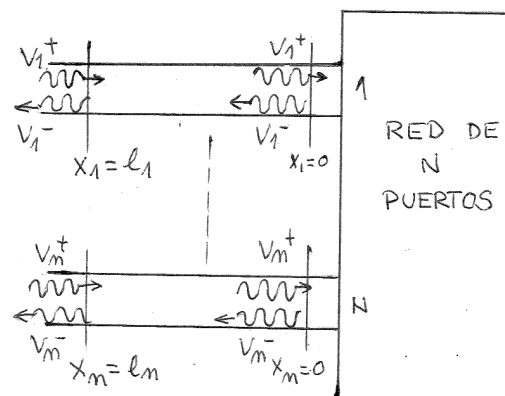 V₁⁺ V₁⁺
1
V₁⁻ V₁⁻
x₁=l₁ x₁=0
RED DE
N
PUERTOS
Vₙ⁺ Vₙ⁺
N
Vₙ⁻ Vₙ⁻
xₙ=lₙ xₙ=0